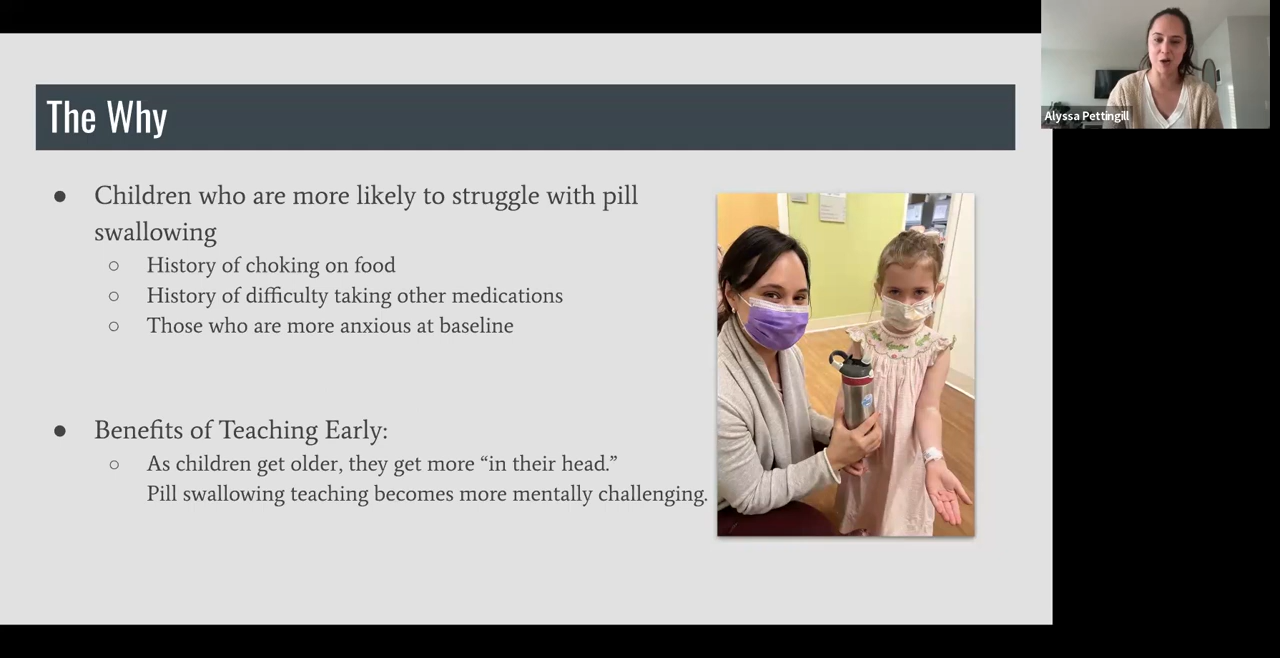 The Why
● Children who are more likely to struggle with pill
swallowing
○ History of choking on food
○ History of difficulty taking other medications
○ Those who are more anxious at baseline
● Benefits of Teaching Early:
○ As children get older, they get more “in their head.”
Pill swallowing teaching becomes more mentally challenging.
Alyssa Pettingill